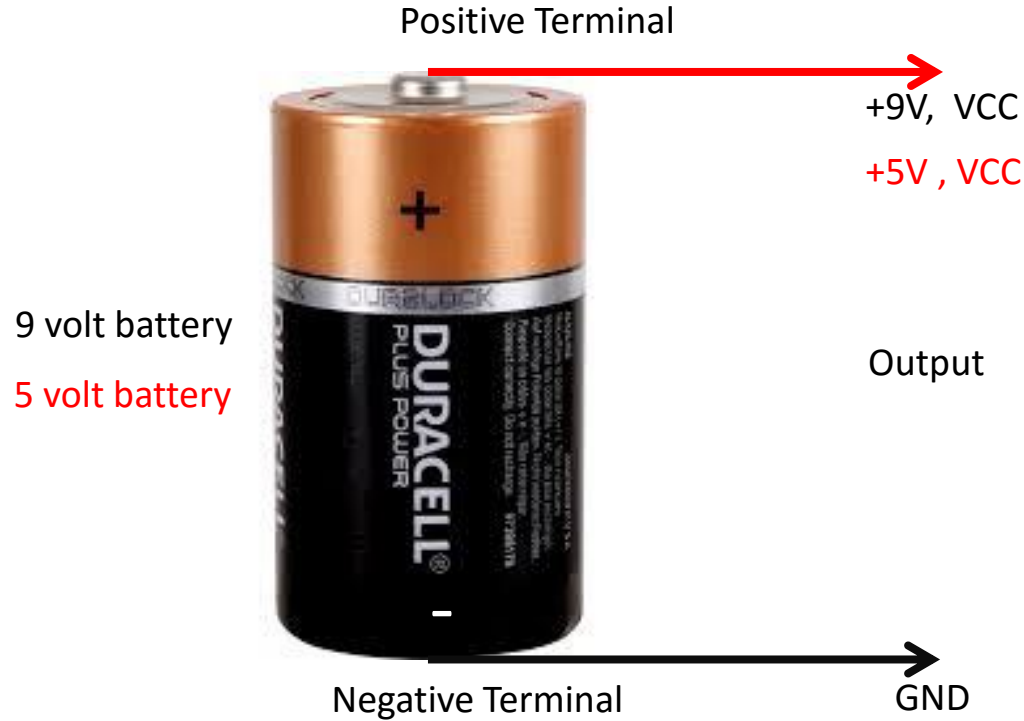 Positive Terminal
+9V, VCC
+5V , VCC
+
DURALOCK
9 volt battery
5 volt battery
DURACELL®
PLUS POWER
DURACELL
Output
-
Negative Terminal
GND